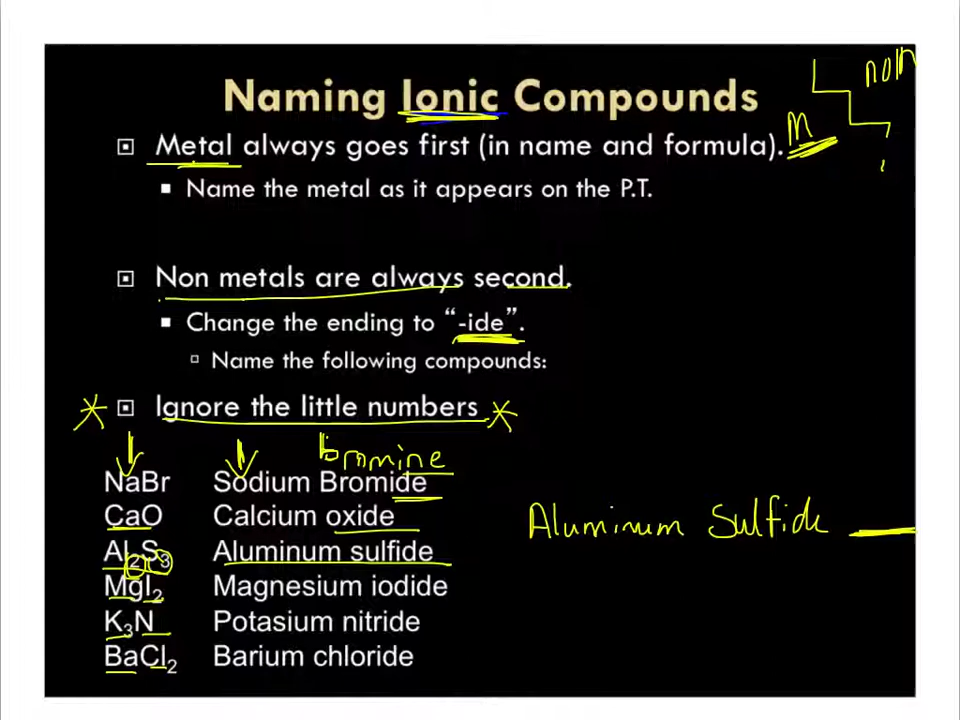 Naming Ionic Compounds
non
Metal always goes first (in name and formula). M
Name the metal as it appears on the P.T.
Non metals are always second.
Change the ending to "-ide".
Name the following compounds:
Ignore the little numbers
bromine
NaBr Sodium Bromide
CaO Calcium oxide
Aluminum Sulfide
Al2S3 Aluminum sulfide
MgI2 Magnesium iodide
K3N Potasium nitride
BaCl2 Barium chloride